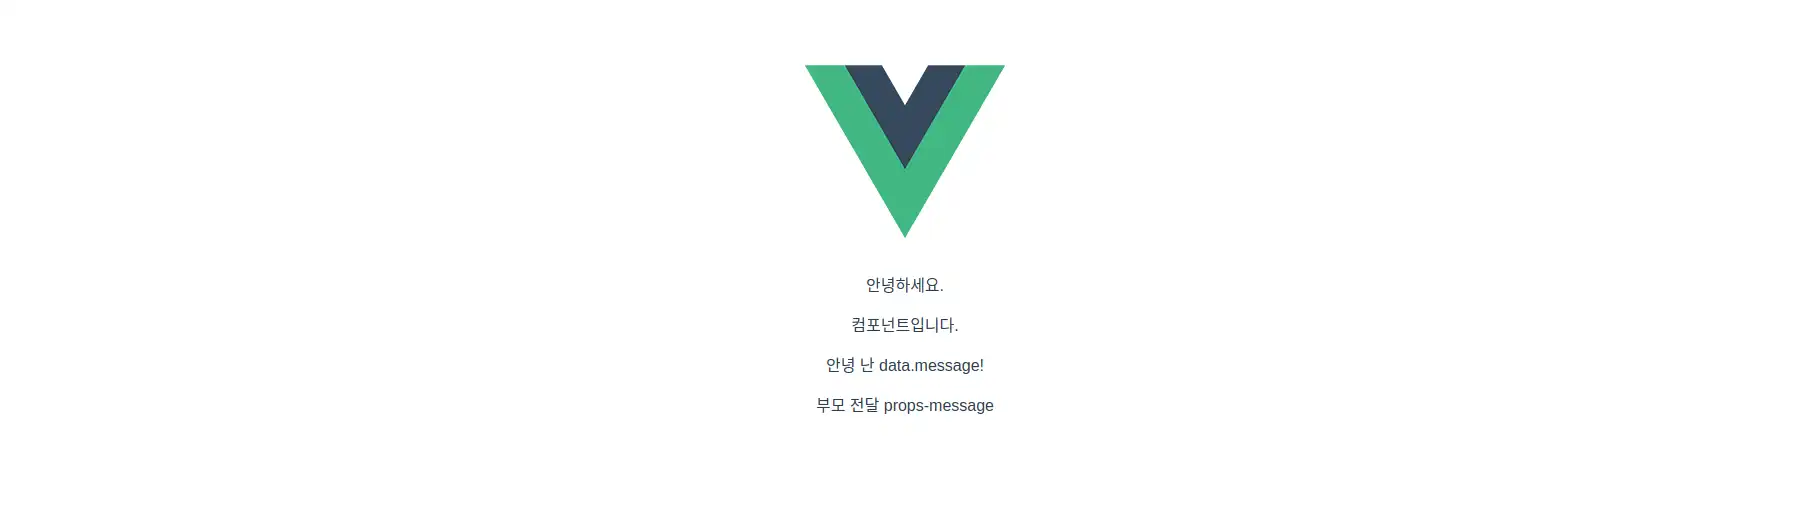 안녕하세요.
컴포넌트입니다.
안녕 난 data.message!
부모 전달 props-message